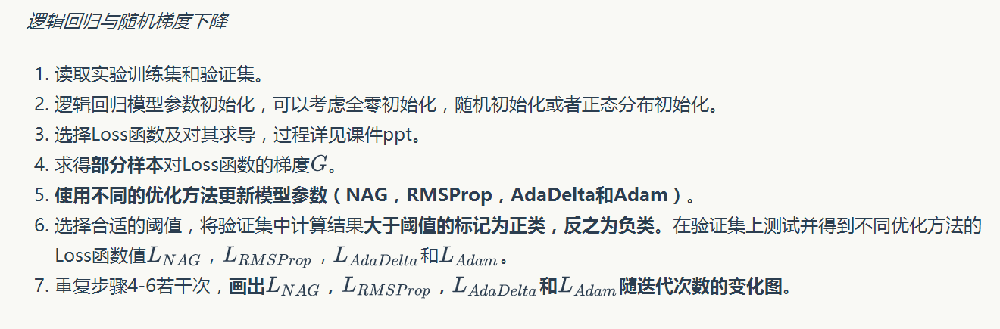 逻辑回归与随机梯度下降
1. 读取实验训练集和验证集。
2. 逻辑回归模型参数初始化，可以考虑全零初始化，随机初始化或者正态分布初始化。
3. 选择Loss函数及对其求导，过程详见课件ppt。
4. 求得部分样本对Loss函数的梯度G。
5. 使用不同的优化方法更新模型参数（NAG，RMSProp，AdaDelta和Adam）。
6. 选择合适的阈值，将验证集中计算结果大于阈值的标记为正类，反之为负类。在验证集上测试并得到不同优化方法的
Loss函数值L_{NAG}，L_{RMSProp}，L_{AdaDelta}和L_{Adam}。
7. 重复步骤4-6若干次，画出L_{NAG}，L_{RMSProp}，L_{AdaDelta}和L_{Adam}随迭代次数的变化图。